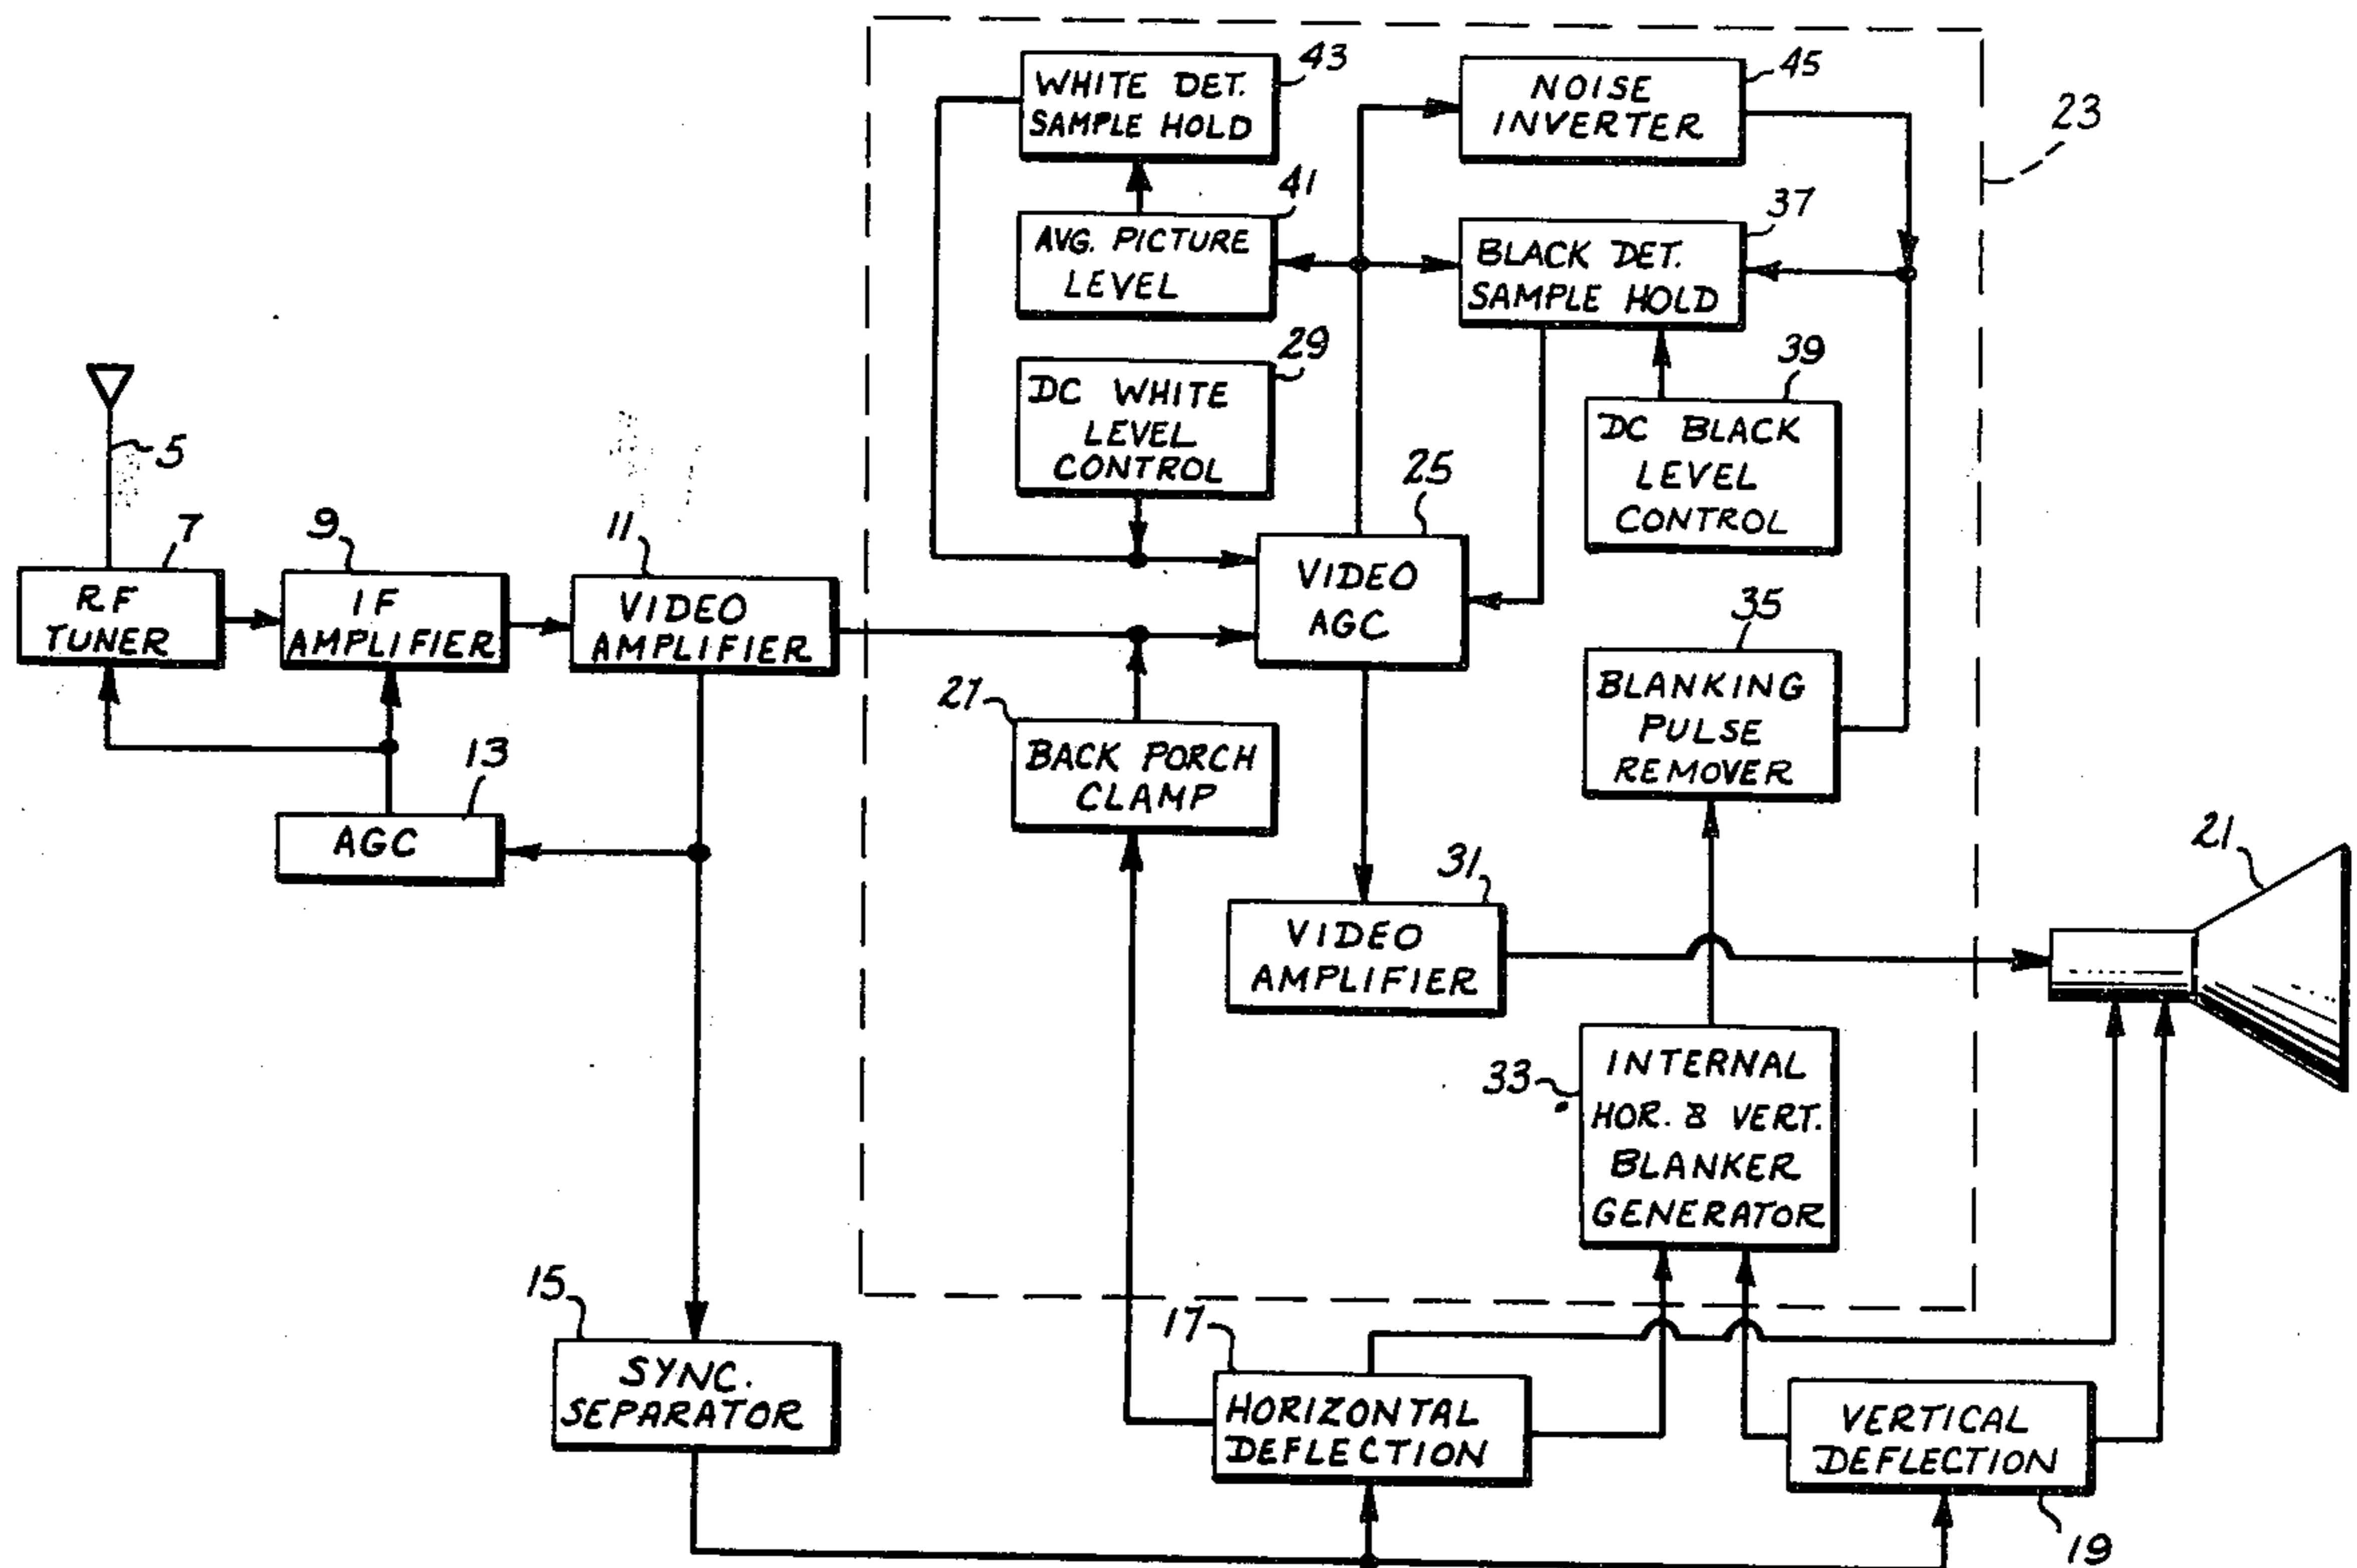 WHITE DET.
SAMPLE HOLD
43
NOISE
INVERTER
45
23
AVG. PICTURE
LEVEL
41
BLACK DET.
SAMPLE HOLD
37
DC WHITE
LEVEL
CONTROL
29
DC BLACK
LEVEL
CONTROL
39
5
RF
TUNER
7
IF
AMPLIFIER
9
VIDEO
AMPLIFIER
11
VIDEO
AGC
25
BLANKING
PULSE
REMOVER
35
AGC
13
27
BACK PORCH
CLAMP
VIDEO
AMPLIFIER
31
21
33
INTERNAL
HOR. & VERT.
BLANKER
GENERATOR
15
SYNC.
SEPARATOR
17
HORIZONTAL
DEFLECTION
VERTICAL
DEFLECTION
19